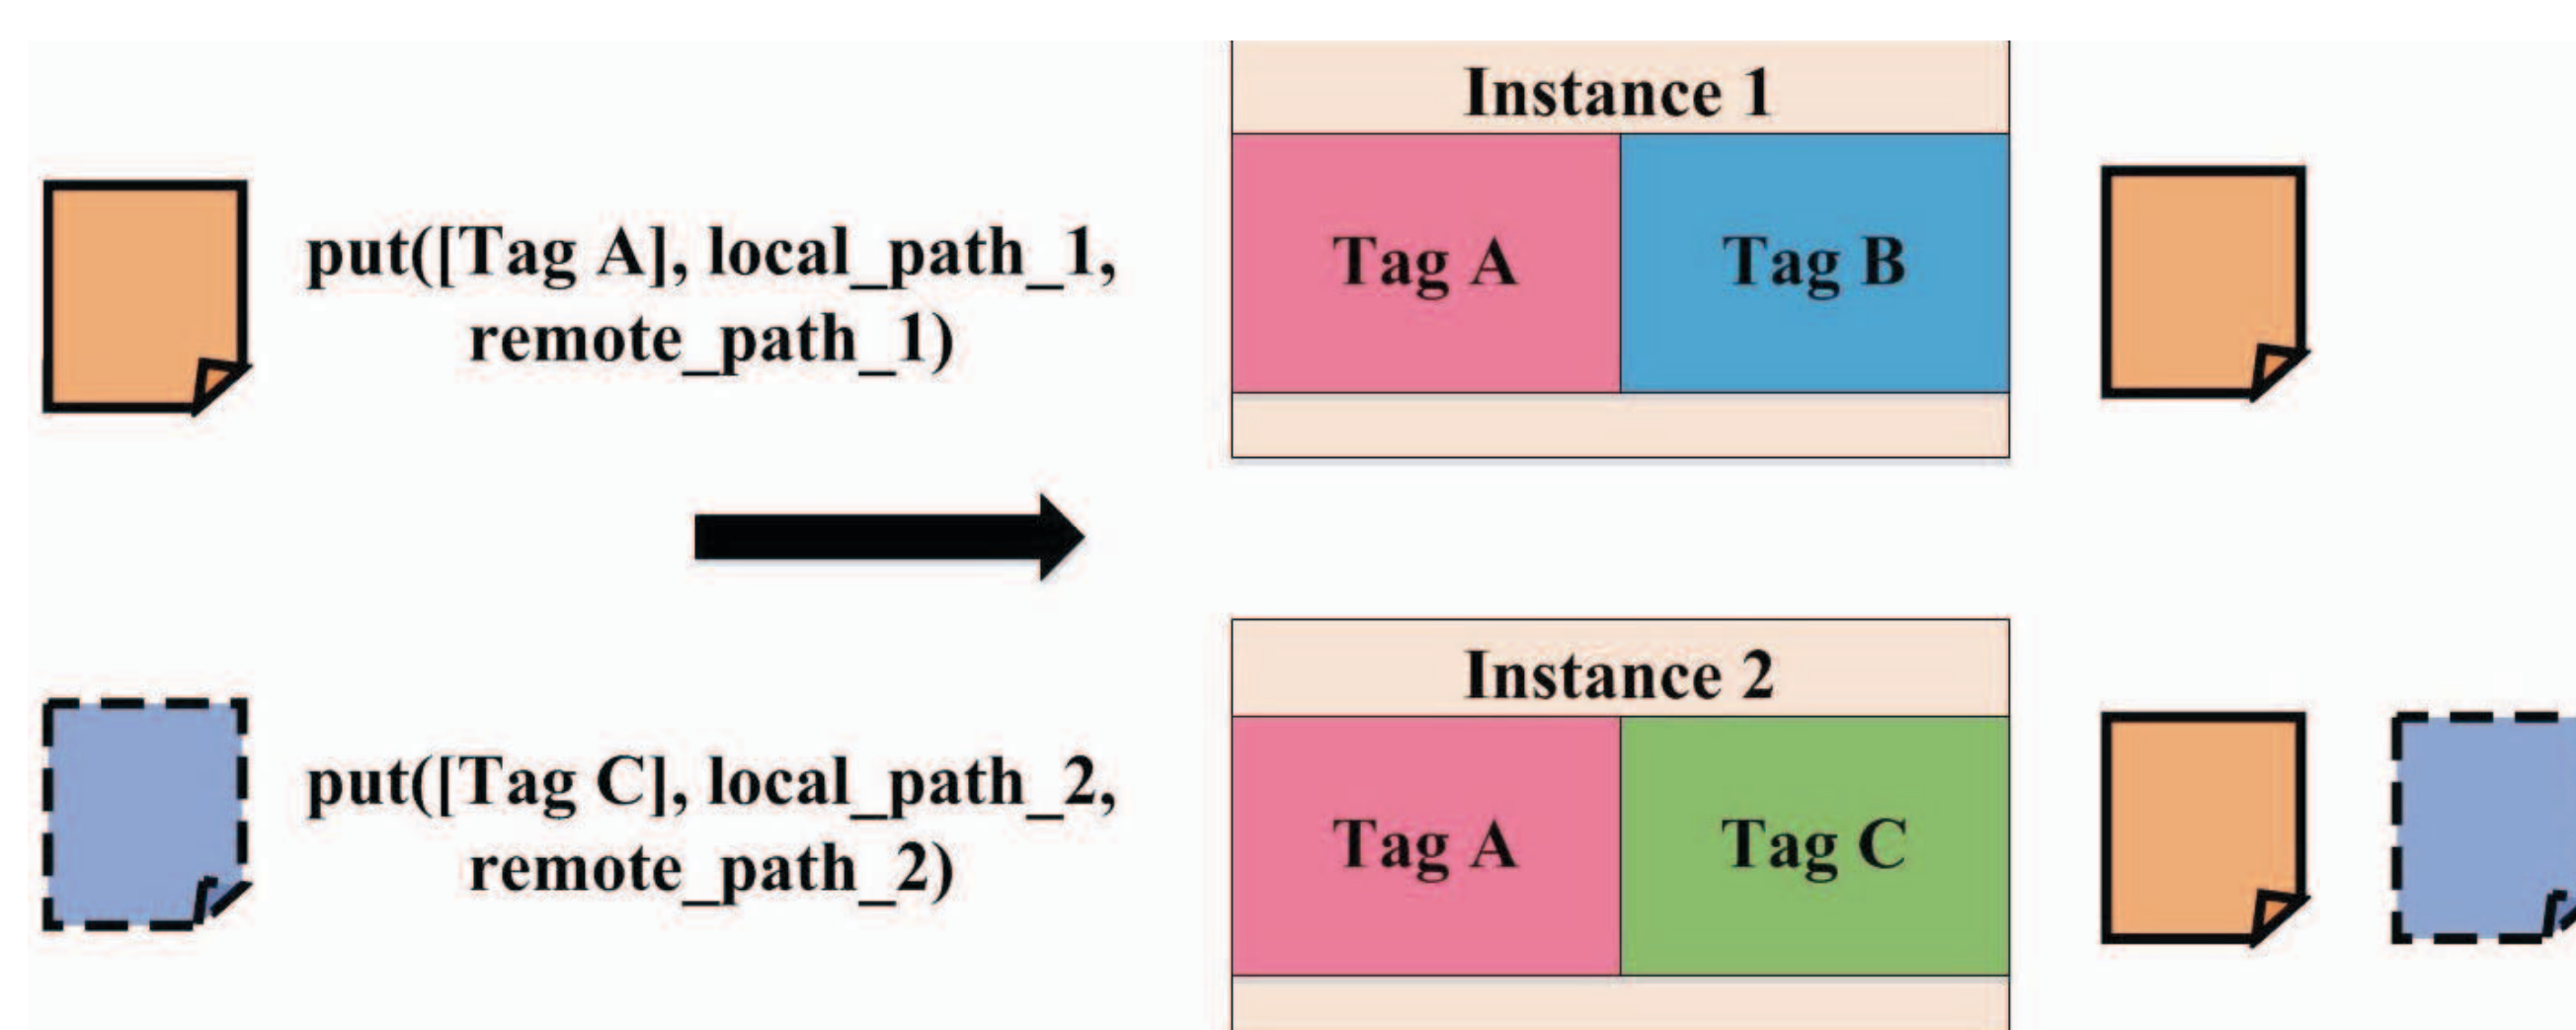 put([Tag A], local_path_1,
remote_path_1)
Instance 1
Tag A
Tag B
put([Tag C], local_path_2,
remote_path_2)
Instance 2
Tag A
Tag C